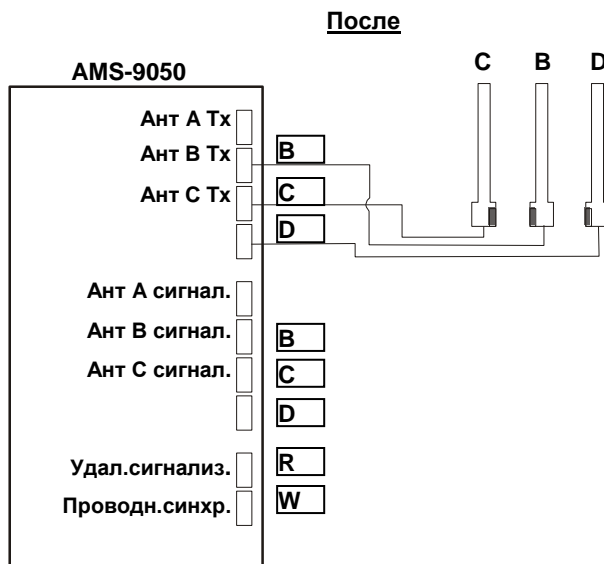 После
AMS-9050
C B D
Ант A Tx
Ант B Tx B
Ант C Tx C
D
Ант A сигнал.
Ант B сигнал. B
Ант C сигнал. C
D
Удал.сигнализ. R
Проводн.синхр. W